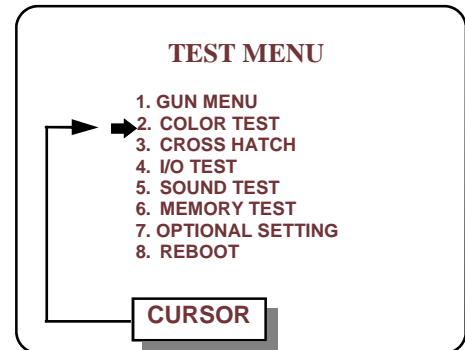 TEST MENU
1. GUN MENU
2. COLOR TEST
3. CROSS HATCH
4. I/O TEST
5. SOUND TEST
6. MEMORY TEST
7. OPTIONAL SETTING
8. REBOOT
CURSOR